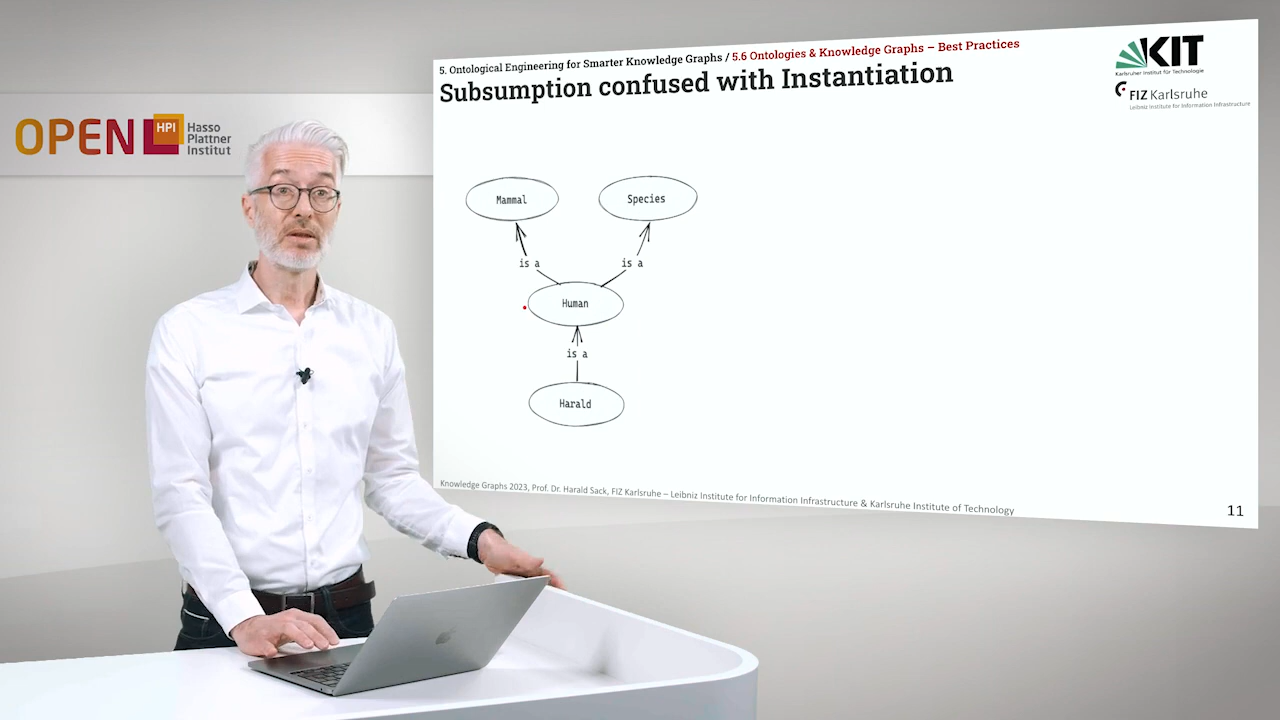 OPEN
HPI
Hasso
Plattner
Institut
5. Ontological Engineering for Smarter Knowledge Graphs / 5.6 Ontologies & Knowledge Graphs – Best Practices
Subsumption confused with Instantiation
KIT
Karlsruher Institut für Technologie
FIZ Karlsruhe
Leibniz Institute for Information Infrastructure
Mammal
Species
is a
is a
Human
is a
Harald
Knowledge Graphs 2023, Prof. Dr. Harald Sack, FIZ Karlsruhe – Leibniz Institute for Information Infrastructure & Karlsruhe Institute of Technology
11